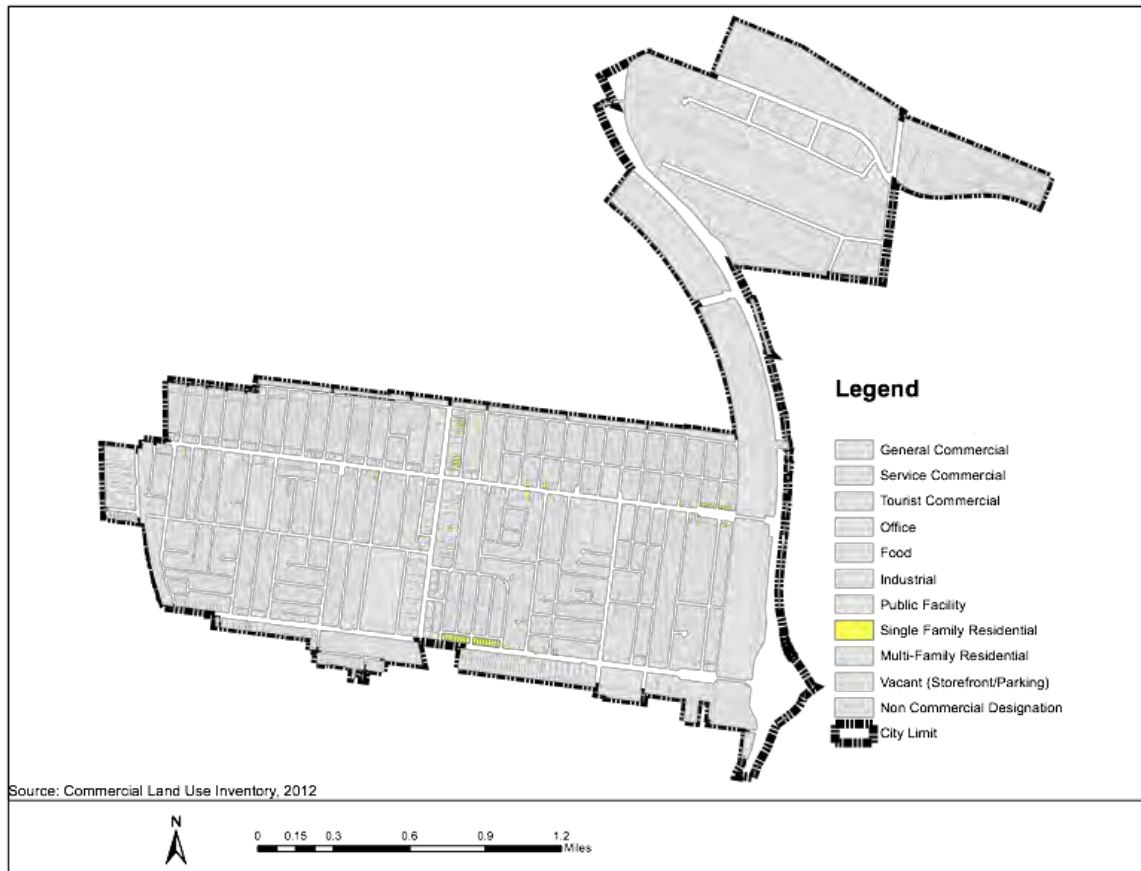 Legend
General Commercial
Service Commercial
Tourist Commercial
Office
Food
Industrial
Public Facility
Single Family Residential
Multi-Family Residential
Vacant (Storefront/Parking)
Non Commercial Designation
City Limit
Source: Commercial Land Use Inventory, 2012
N
0 0.15 0.3 0.6 0.9 1.2
Miles